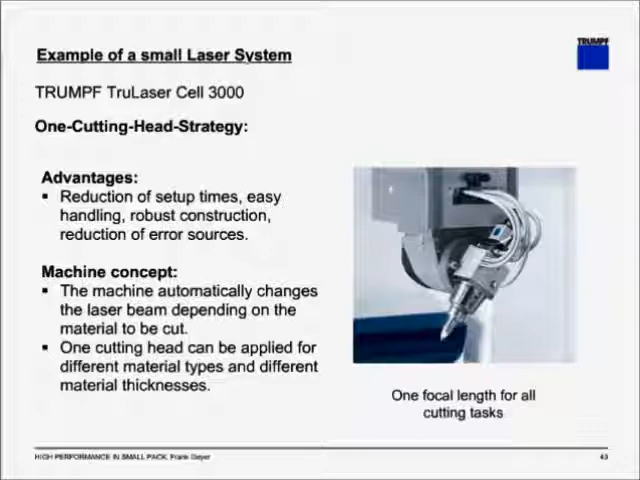 Example of a small Laser System
TRUMPF
TRUMPF TruLaser Cell 3000
One-Cutting-Head-Strategy:
Advantages:
▪ Reduction of setup times, easy
handling, robust construction,
reduction of error sources.
Machine concept:
▪ The machine automatically changes
the laser beam depending on the
material to be cut.
▪ One cutting head can be applied for
different material types and different
material thicknesses.
One focal length for all
cutting tasks
HIGH PERFORMANCE IN SMALL PACK, Frank Geyer
43